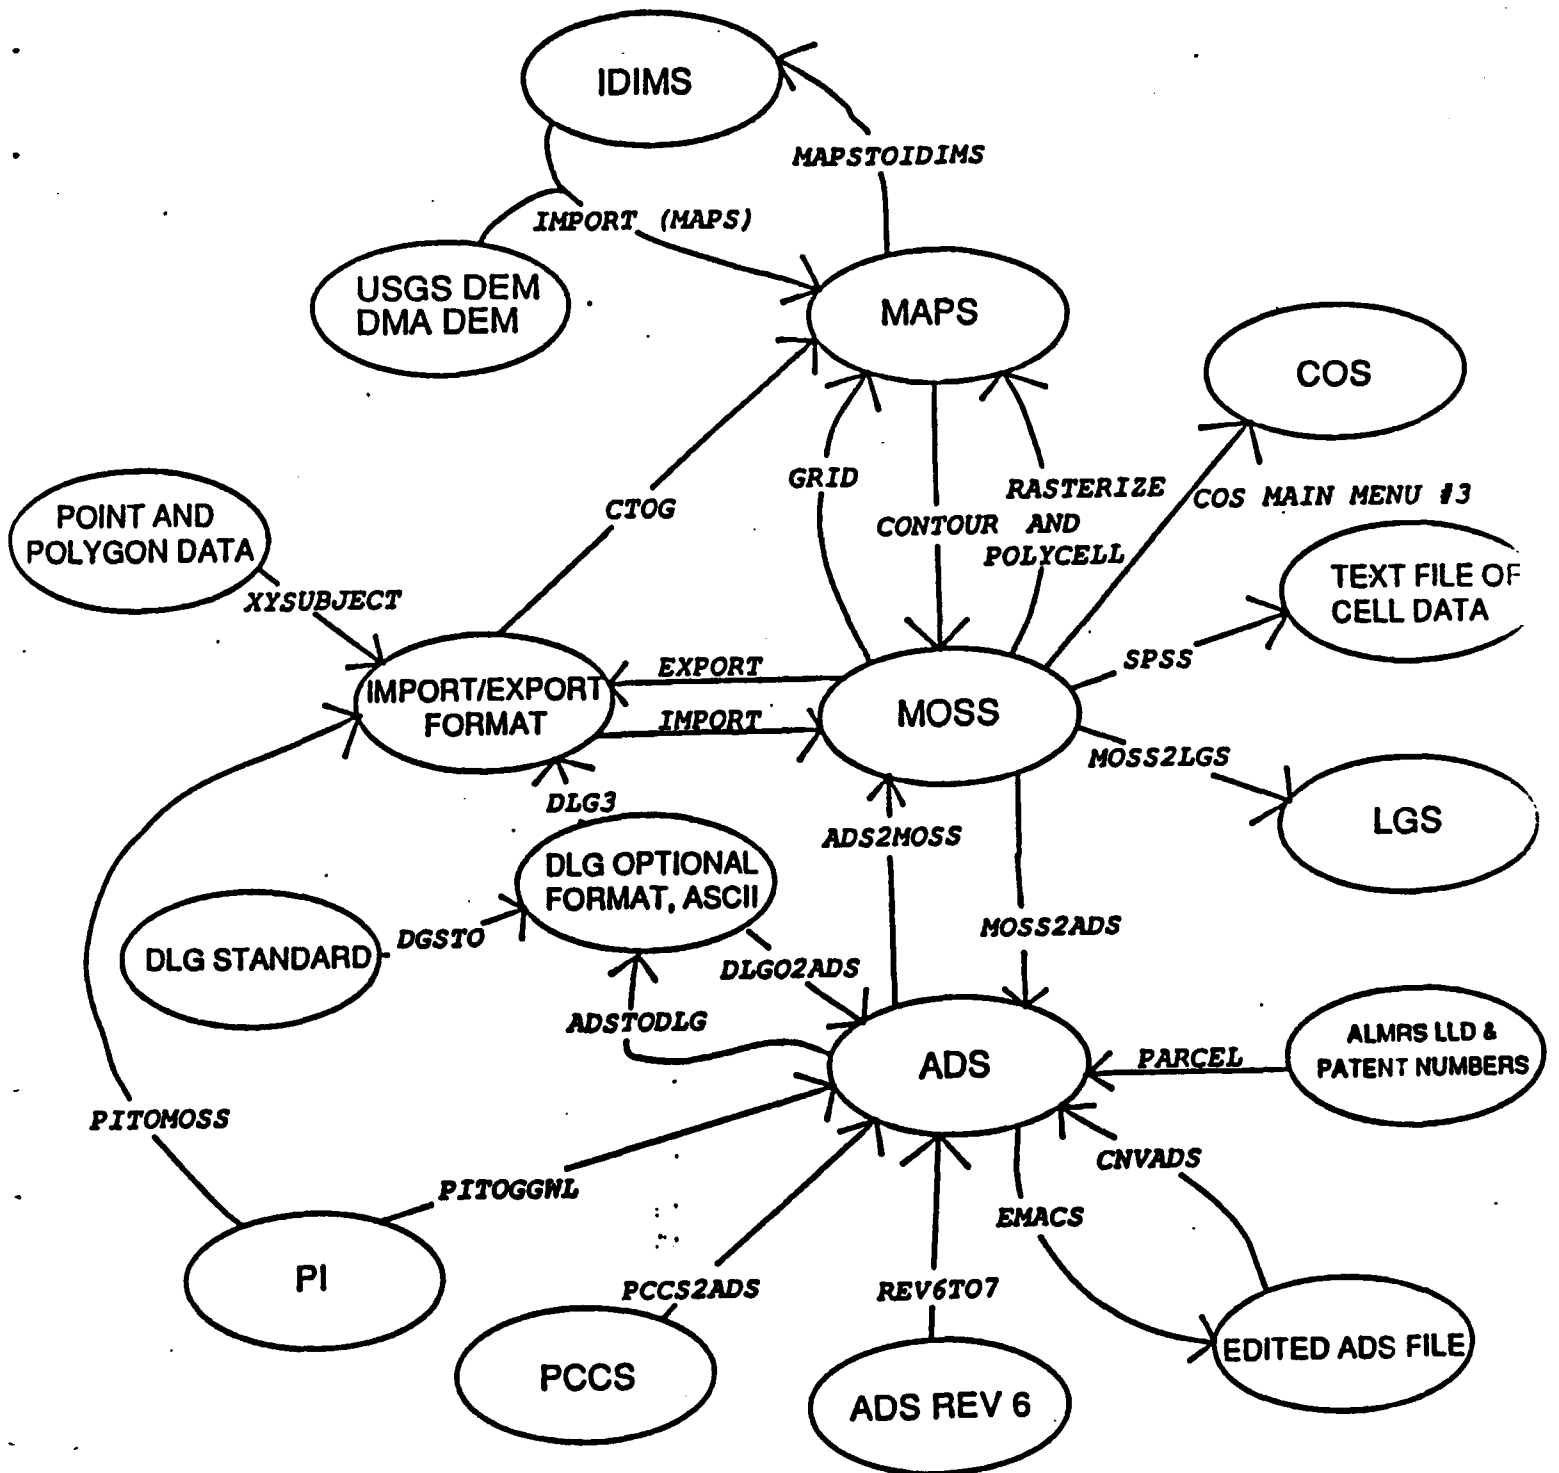 IDIMS
MAPSTOIDIMS
IMPORT (MAPS)
USGS DEM
DMA DEM
MAPS
COS
GRID
RASTERIZE
COS MAIN MENU #3
CTOG
CONTOUR AND
POLYCELL
POINT AND
POLYGON DATA
TEXT FILE OF
CELL DATA
XYSUBJECT
SPSS
EXPORT
IMPORT/EXPORT
FORMAT
IMPORT
MOSS
MOSS2LGS
DLG3
LGS
ADS2MOSS
DLG OPTIONAL
FORMAT, ASCII
MOSS2ADS
DGSTO
DLG STANDARD
DLGO2ADS
ADSTODLG
ALMRS LLD &
PATENT NUMBERS
ADS
PARCEL
PITOMOSS
CNVADS
PITOGGWL
EMACS
PI
PCCS2ADS
REV6TO7
EDITED ADS FILE
PCCS
ADS REV 6